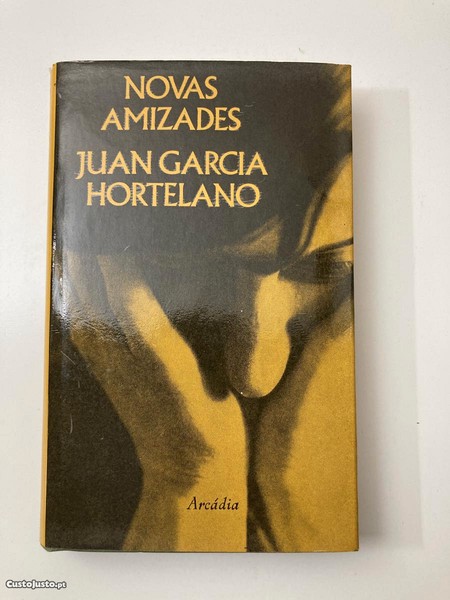 NOVAS
AMIZADES
JUAN GARCIA
HORTELANO
Arcádia
CustoJusto.pt